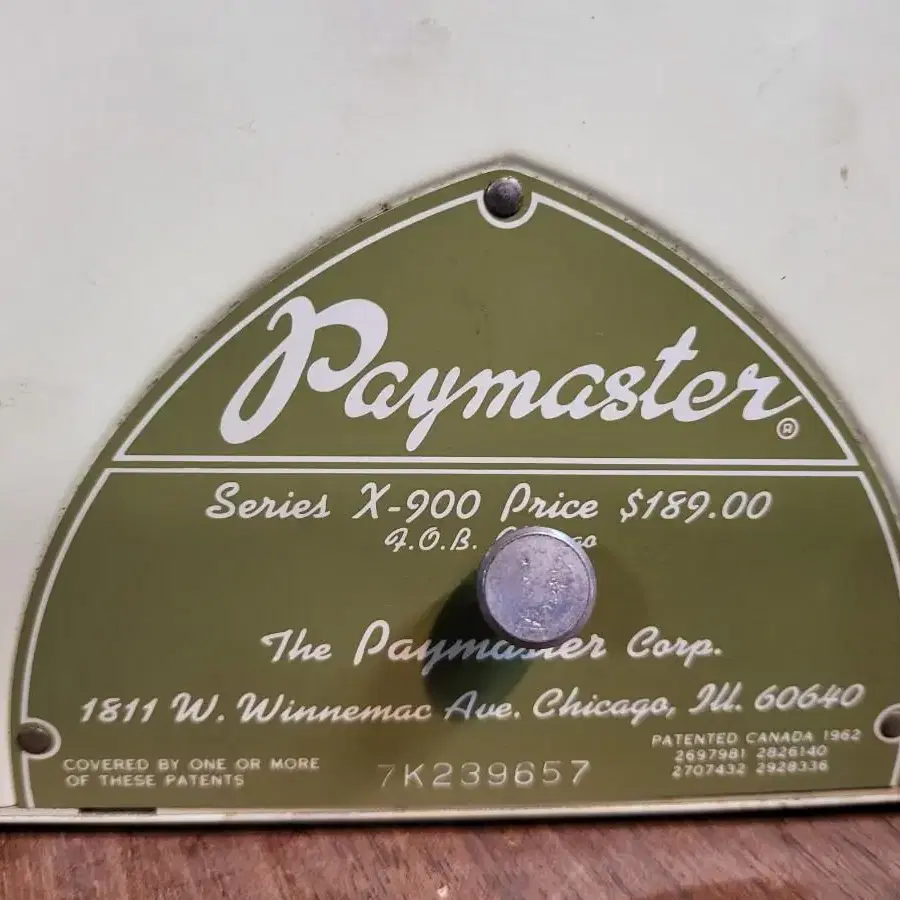 Paymaster®
Series X-900 Price $189.00
F.O.B.
The Paymaster Corp.
1811 W. Winnemac Ave. Chicago, Ill. 60640
PATENTED CANADA 1962
2697981 2826140
2707432 2928336
COVERED BY ONE OR MORE
OF THESE PATENTS
7K239657